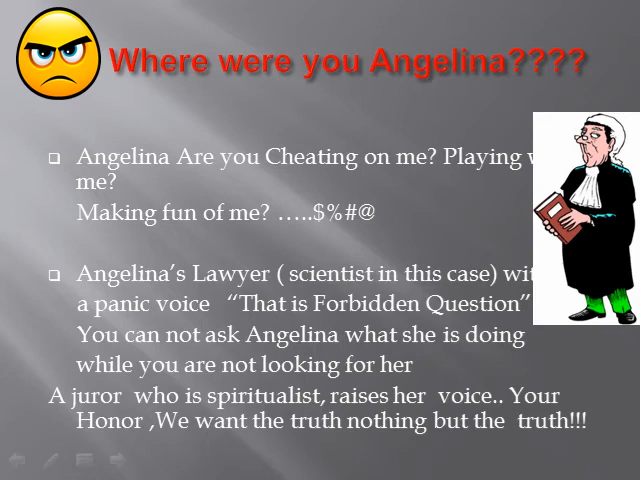 Where were you Angelina????
Angelina Are you Cheating on me? Playing
me?
Making fun of me? …..$%#@
Angelina’s Lawyer ( scientist in this case)
a panic voice “That is Forbidden Question”
You can not ask Angelina what she is doing
while you are not looking for her
A juror who is spiritualist, raises her voice.. Your
Honor ,We want the truth nothing but the truth!!!